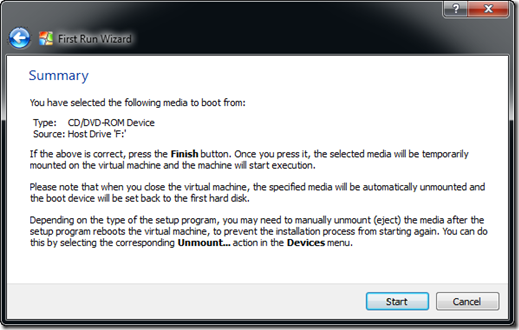 First Run Wizard
Summary
You have selected the following media to boot from:
Type: CD/DVD-ROM Device
Source: Host Drive 'F:'
If the above is correct, press the Finish button. Once you press it, the selected media will be temporarily
mounted on the virtual machine and the machine will start execution.
Please note that when you close the virtual machine, the specified media will be automatically unmounted and
the boot device will be set back to the first hard disk.
Depending on the type of the setup program, you may need to manually unmount (eject) the media after the
setup program reboots the virtual machine, to prevent the installation process from starting again. You can do
this by selecting the corresponding Unmount... action in the Devices menu.
Start Cancel